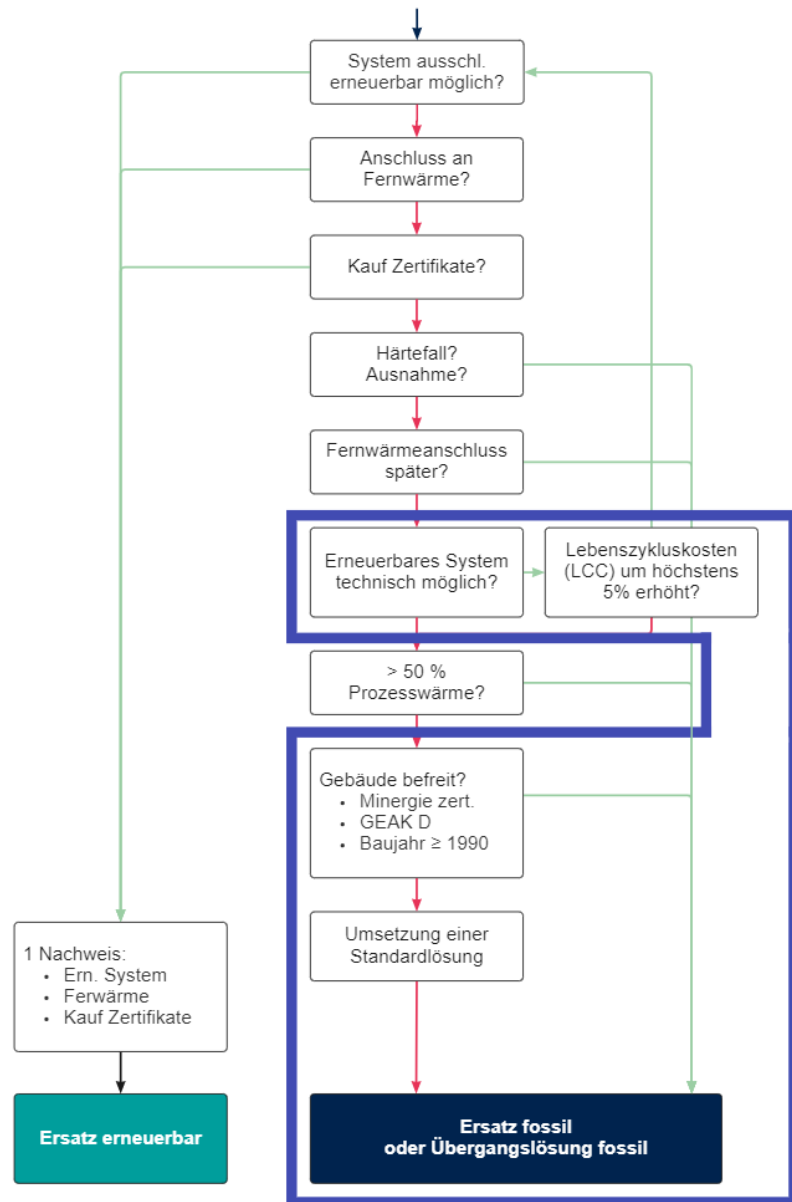 System ausschl.
erneuerbar möglich?
Anschluss an
Fernwärme?
Kauf Zertifikate?
Härtefall?
Ausnahme?
Fernwärmeanschluss
später?
Erneuerbares System
technisch möglich?
Lebenszykluskosten
(LCC) um höchstens
5% erhöht?
> 50 %
Prozesswärme?
Gebäude befreit?
• Minergie zert.
• GEAK D
• Baujahr ≥ 1990
Umsetzung einer
Standardlösung
1 Nachweis:
• Ern. System
• Ferwärme
• Kauf Zertifikate
Ersatz erneuerbar
Ersatz fossil
oder Übergangslösung fossil